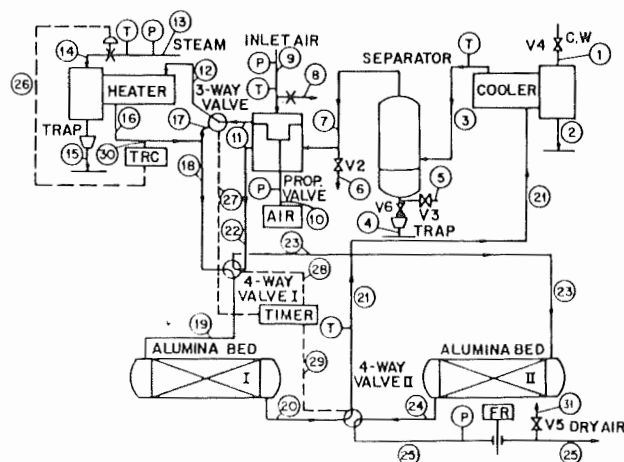 13
INLET AIR
14
T
P
STEAM
P
9
SEPARATOR
T
V4
C.W
1
26
HEATER
12
3-WAY
VALVE
T
8
COOLER
16
17
11
7
3
2
TRAP
15
30
TRC
V2
5
18
27
P
PROP.
VALVE
6
V6
V3
21
AIR
10
4
TRAP
22
23
28
21
23
4-WAY
VALVE I
19
TIMER
T
ALUMINA BED
29
4-WAY
VALVE II
ALUMINA BED
I
II
20
24
P
FR
31
V5
DRY AIR
25
25